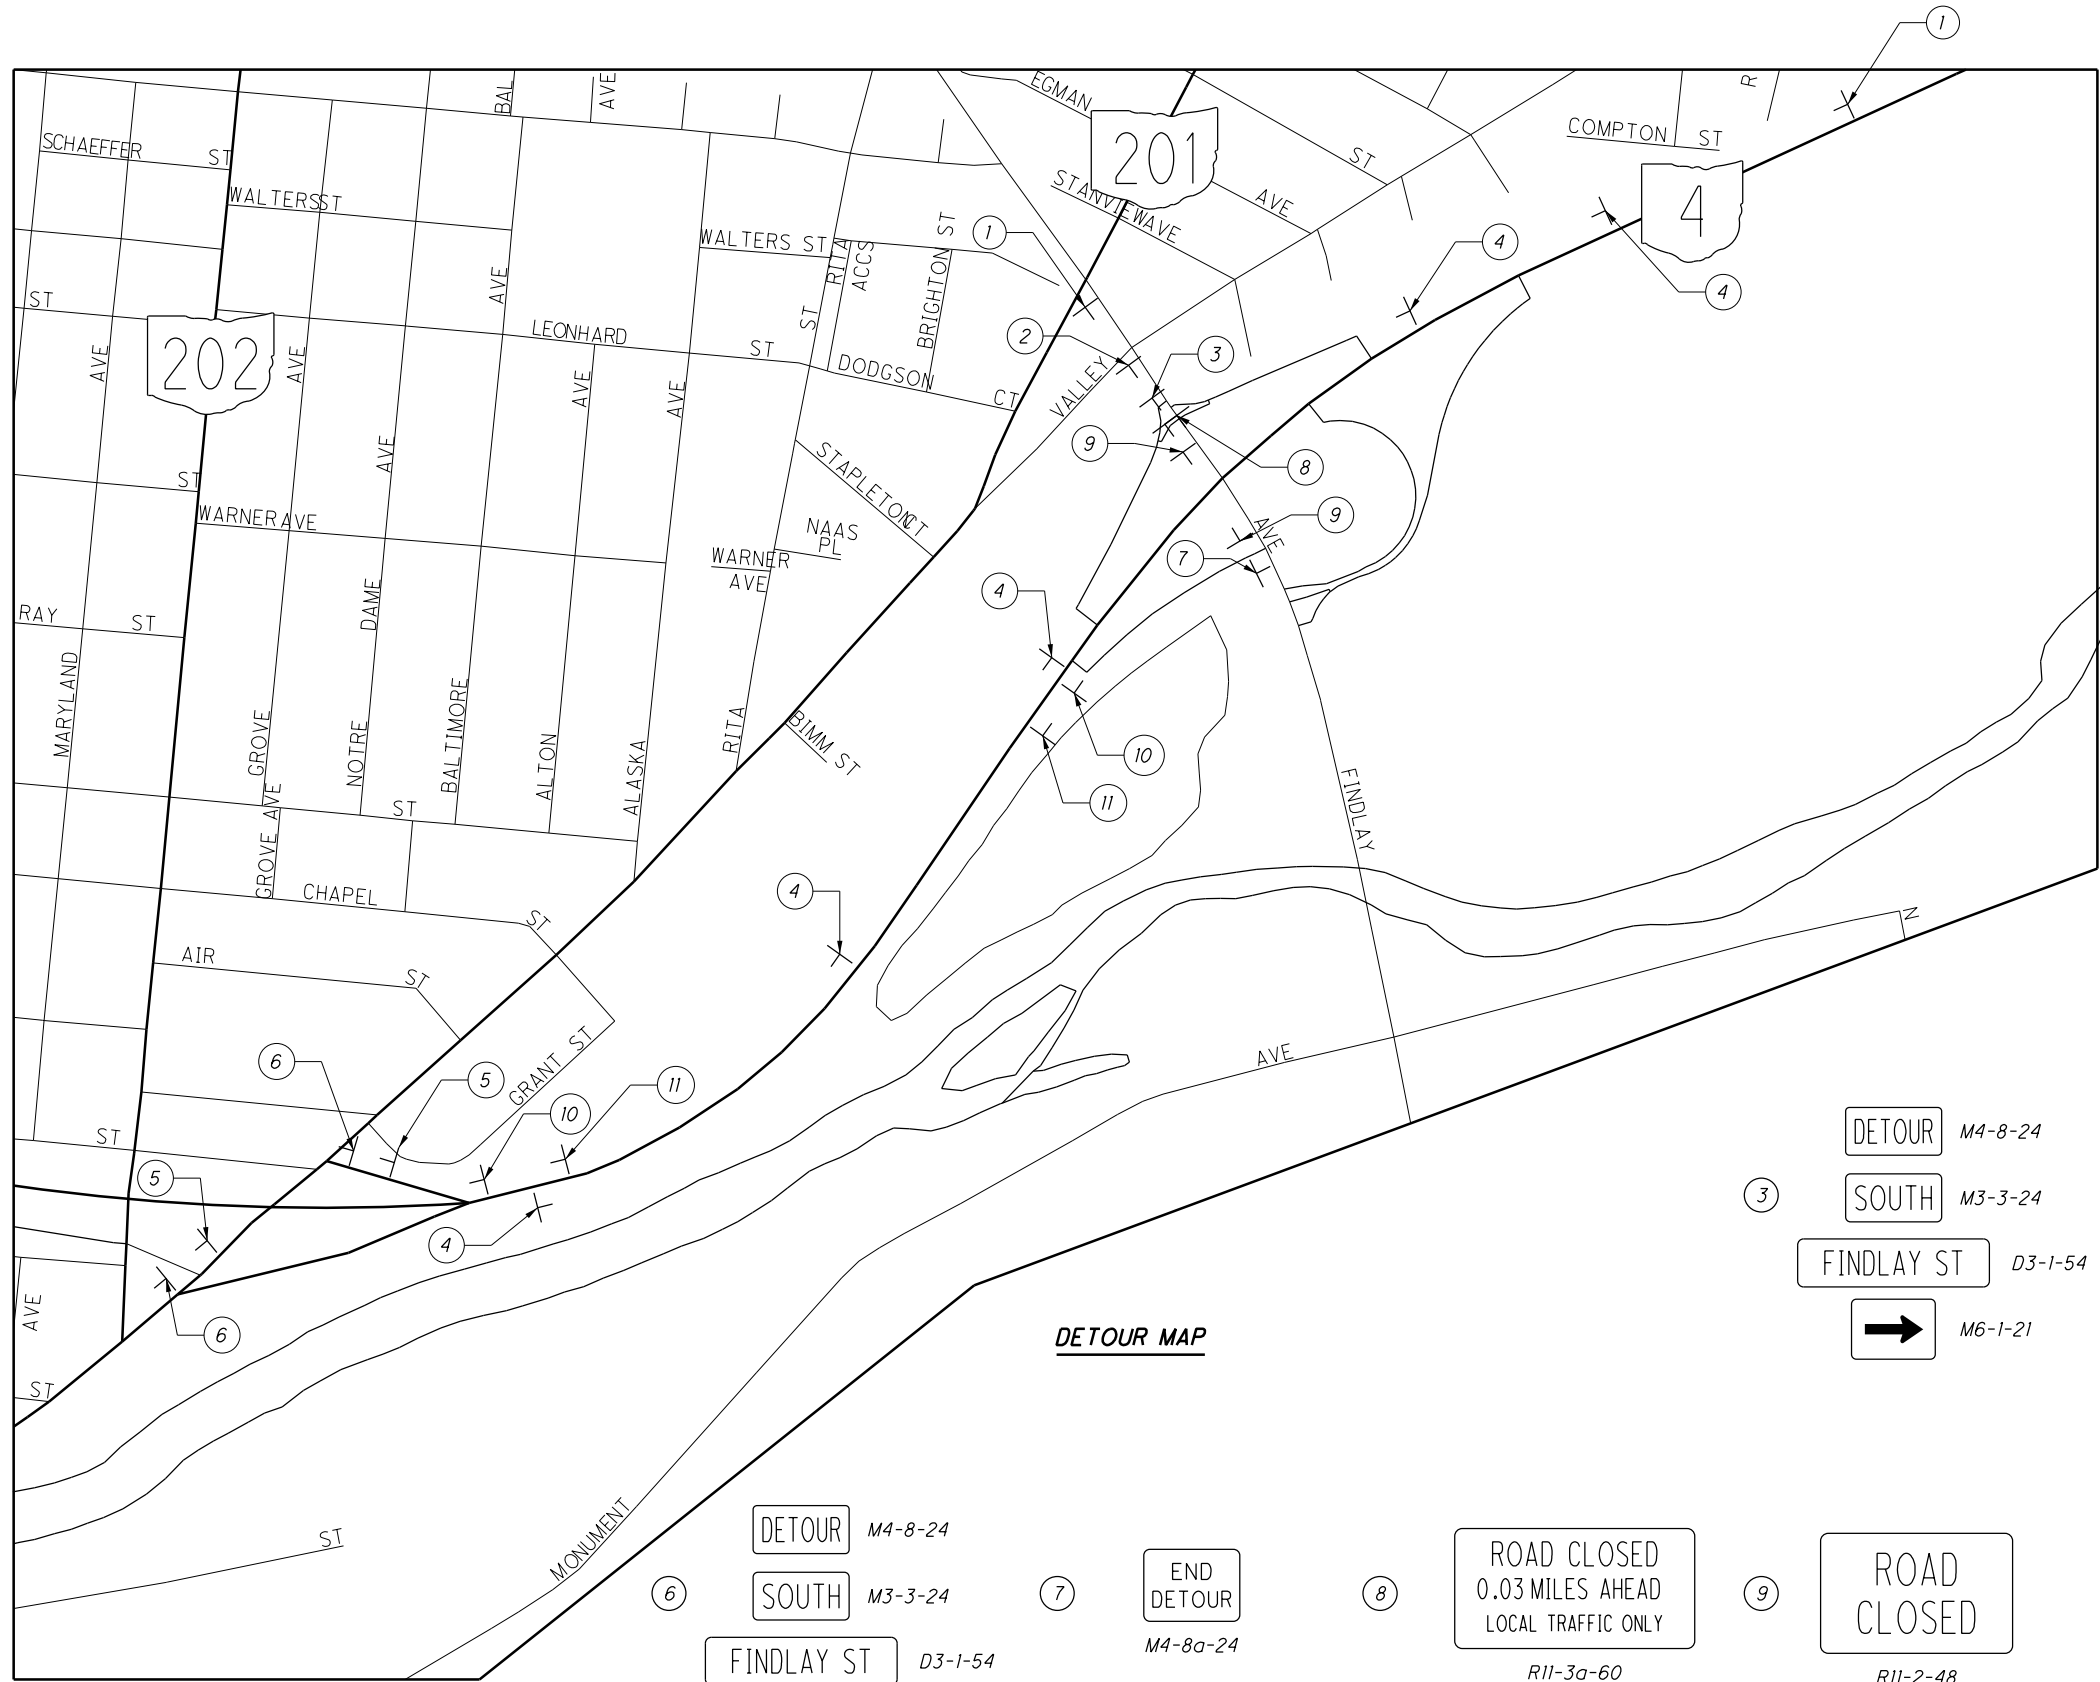 1
EGMAN
BAL
AVE
R
COMPTON ST
SCHAEFFER ST
201
ST
4
WALTERS ST
STANVIEW AVE
AVE
WALTERS ST
RITA
ACCS
BRIGHTON ST
1
4
4
ST
AVE
LEONHARD ST
ST
2
3
202
AVE
AVE
AVE
AVE
DODGSON CT
VALLEY
9
8
ST
AVE
STAPLETON CT
WARNER AVE
NAAS
PL
WARNER
AVE
AVE
9
7
4
RAY ST
DAME
MARYLAND
GROVE
NOTRE
BALTIMORE
ALTON
ALASKA
RITA
BIMM ST
10
11
FINDLAY
GROVE AVE
ST
CHAPEL ST
4
N
AIR ST
AVE
6
5
GRANT ST
10
11
ST
5
4
6
AVE
ST
DETOUR M4-8-24
3
SOUTH M3-3-24
FINDLAY ST D3-1-54
M6-1-21
DETOUR MAP
ST
MONUMENT
DETOUR M4-8-24
6
SOUTH M3-3-24
FINDLAY ST D3-1-54
7
END
DETOUR
M4-8a-24
8
ROAD CLOSED
0.03 MILES AHEAD
LOCAL TRAFFIC ONLY
R11-3a-60
9
ROAD
CLOSED
R11-2-48